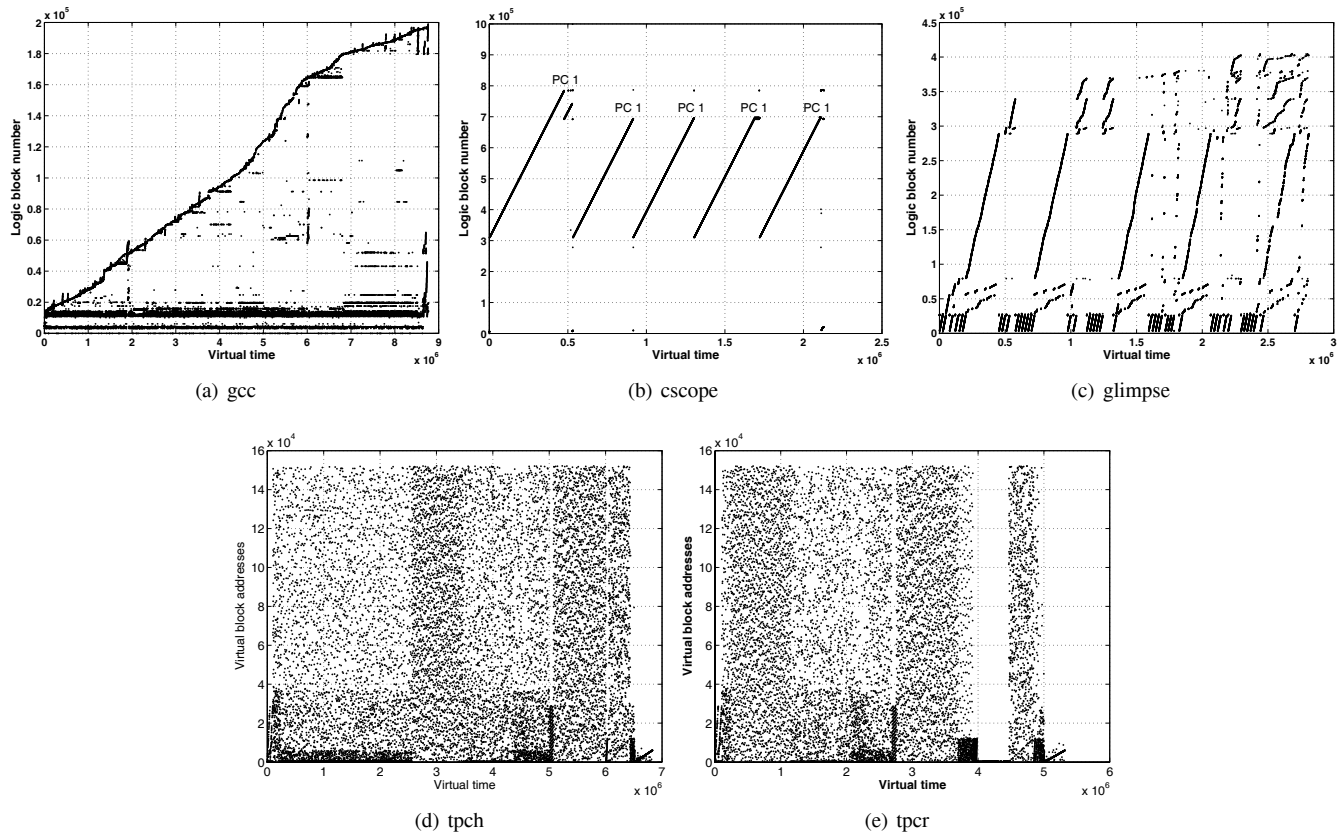 x 10^5
2
1.8
1.6
1.4
1.2
1
0.8
0.6
0.4
0.2
0
Logic block number
0 1 2 3 4 5 6 7 8 9
Virtual time
x 10^6
(a) gcc
x 10^5
10
9
8
7
6
5
4
3
2
1
0
Logic block number
PC 1
PC 1 PC 1 PC 1 PC 1
0 0.5 1 1.5 2 2.5
Virtual time
x 10^6
(b) cscope
x 10^5
4.5
4
3.5
3
2.5
2
1.5
1
0.5
0
Logic block number
0 0.5 1 1.5 2 2.5 3
Virtual time
x 10^6
(c) glimpse
x 10^4
16
14
12
10
8
6
4
2
0
Virtual block addresses
0 1 2 3 4 5 6 7
Virtual time
x 10^6
(d) tpch
x 10^4
16
14
12
10
8
6
4
2
0
Virtual block addresses
0 1 2 3 4 5 6
Virtual time
x 10^6
(e) tpcr